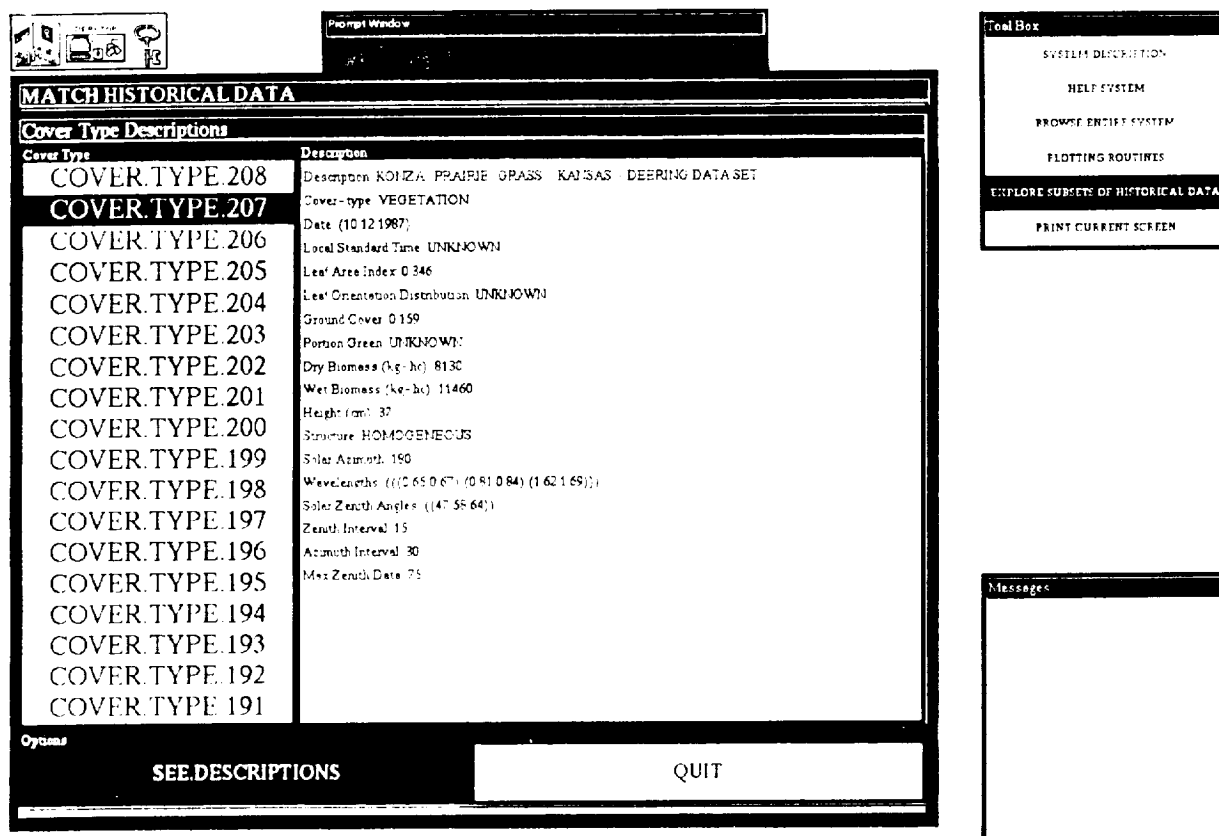 Prompt Window
MATCH HISTORICAL DATA
Cover Type Descriptions
Cover Type
COVER.TYPE.208
COVER.TYPE.207
COVER.TYPE.206
COVER.TYPE.205
COVER.TYPE.204
COVER.TYPE.203
COVER.TYPE.202
COVER.TYPE.201
COVER.TYPE.200
COVER.TYPE.199
COVER.TYPE.198
COVER.TYPE.197
COVER.TYPE.196
COVER.TYPE.195
COVER.TYPE.194
COVER.TYPE.193
COVER.TYPE.192
COVER.TYPE.191
Description
Description KONZA PRAIRIE GRASS KANSAS - DEERING DATA SET
Cover-type VEGETATION
Date (10 12 1987)
Local Standard Time UNKNOWN
Leaf Area Index 0.346
Leaf Orientation Distribution UNKNOWN
Ground Cover 0.159
Portion Green UNKNOWN
Dry Biomass (kg-hc) 8130
Wet Biomass (kg-hc) 11460
Height (cm) 37
Structure HOMOGENEOUS
Solar Azimuth 180
Wavelengths (((0.65 0.67) (0.81 0.84) (1.62 1.69)))
Solar Zenith Angles ((47 58 64))
Zenith Interval 15
Azimuth Interval 30
Max Zenith Data 75
Options
SEE.DESCRIPTIONS
QUIT
Tool Box
SYSTEM DESCRIPTION
HELP SYSTEM
BROWSE ENTIRE SYSTEM
PLOTTING ROUTINES
EXPLORE SUBSETS OF HISTORICAL DATA
PRINT CURRENT SCREEN
Messages